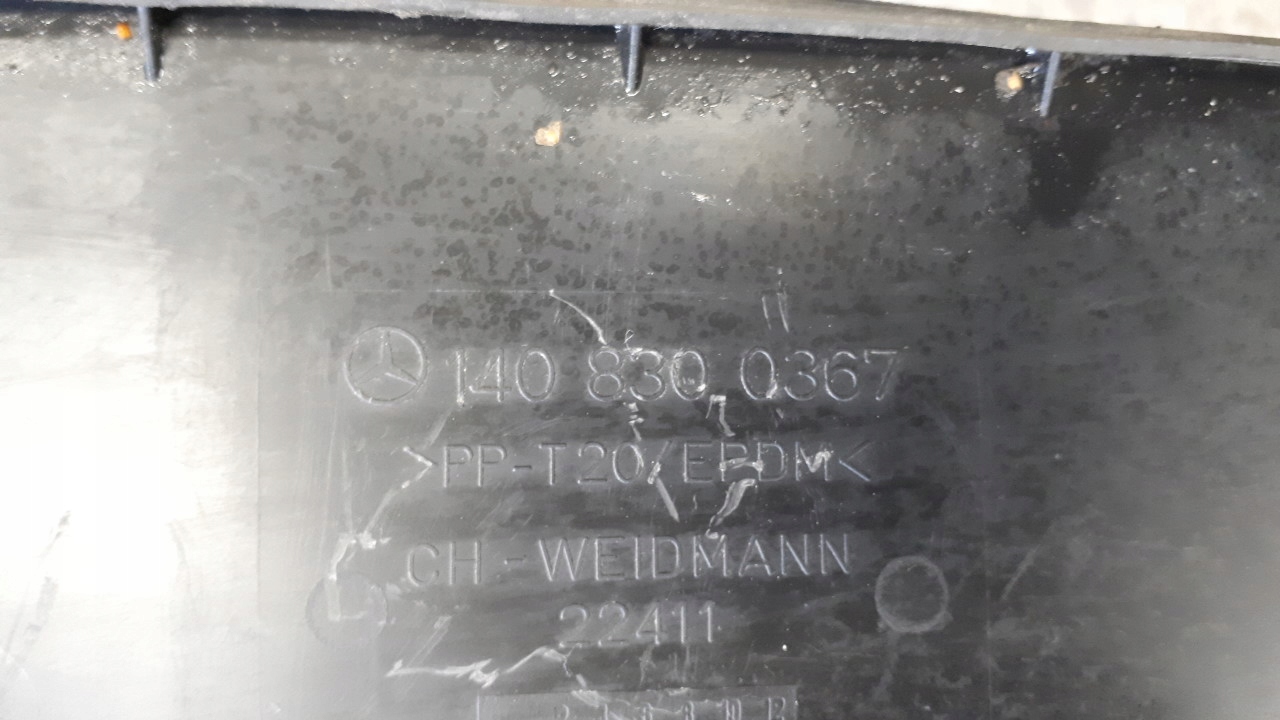 140 830 0367
>PP-T20/EPDM<
CH-WEIDMANN
22411